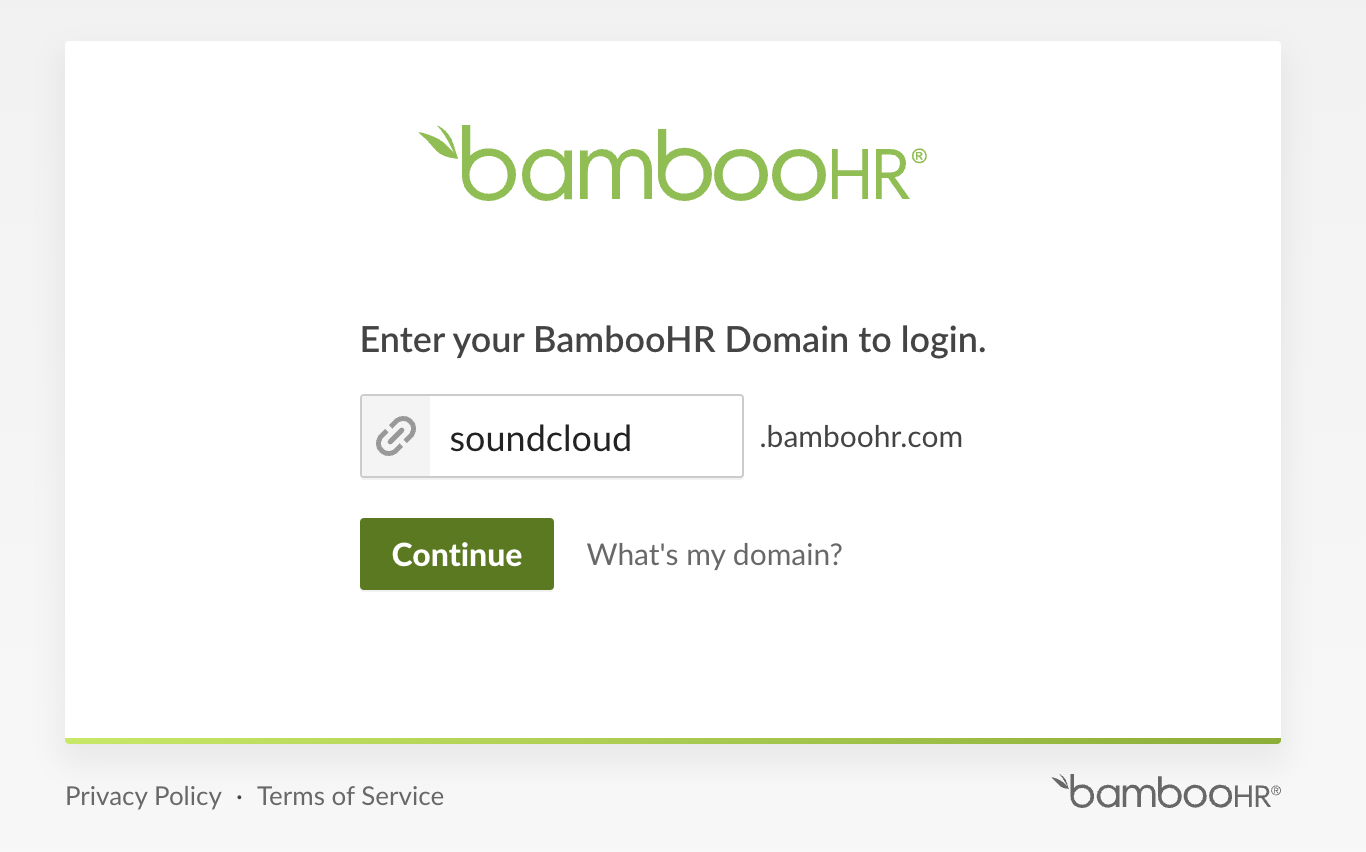 bambooHR®
Enter your BambooHR Domain to login.
soundcloud .bamboohr.com
Continue What's my domain?
Privacy Policy · Terms of Service bambooHR®